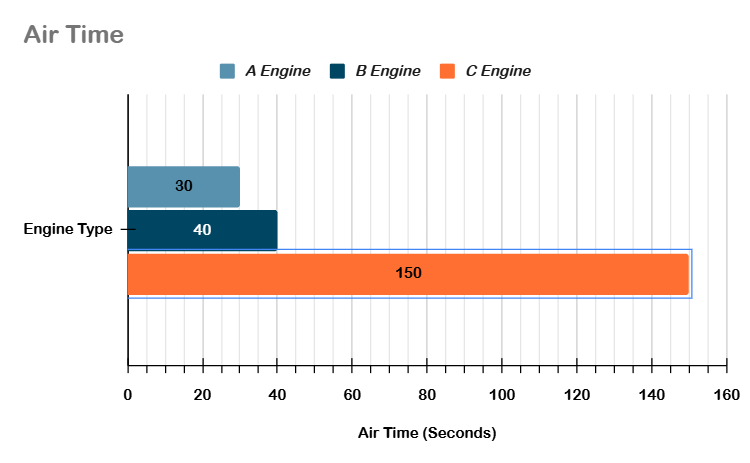 Air Time
A Engine B Engine C Engine
30
Engine Type 40
150
0 20 40 60 80 100 120 140 160
Air Time (Seconds)